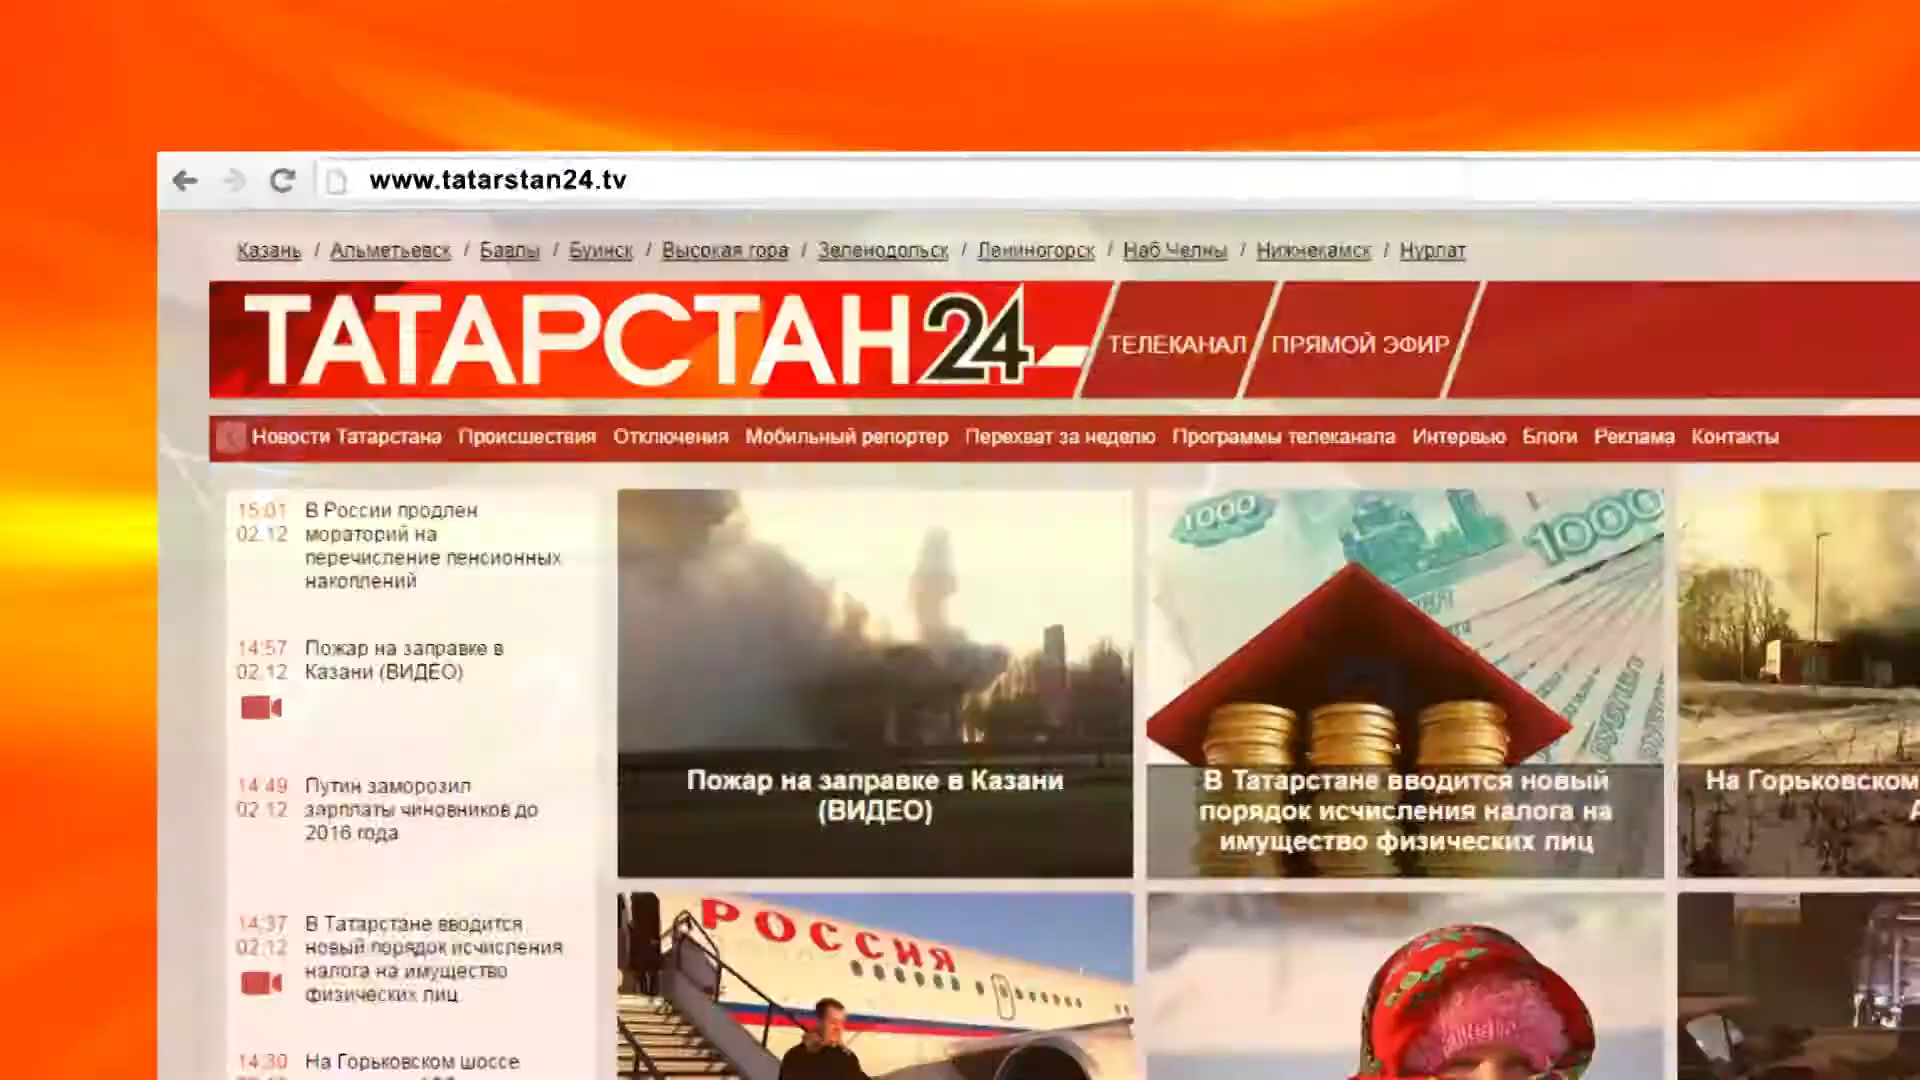 www.tatarstan24.tv
Казань / Альметьевск / Бавлы / Буинск / Высокая гора / Зеленодольск / Лениногорск / Наб Челны / Нижнекамск / Нурлат
ТАТАРСТАН24
ТЕЛЕКАНАЛ
ПРЯМОЙ ЭФИР
Новости Татарстана Происшествия Отключения Мобильный репортер Перехват за неделю Программы телеканала Интервью Блоги Реклама Контакты
15:01 В России продлен
02.12 мораторий на
перечисление пенсионных
накоплений
14:57 Пожар на заправке в
02.12 Казани (ВИДЕО)
14:49 Путин заморозил
02.12 зарплаты чиновников до
2016 года
14:37 В Татарстане вводится
02.12 новый порядок исчисления
налога на имущество
физических лиц
14:30 На Горьковском шоссе
Пожар на заправке в Казани
(ВИДЕО)
1000
1000
В Татарстане вводится новый
порядок исчисления налога на
имущество физических лиц
На Горьковском
РОССИЯ